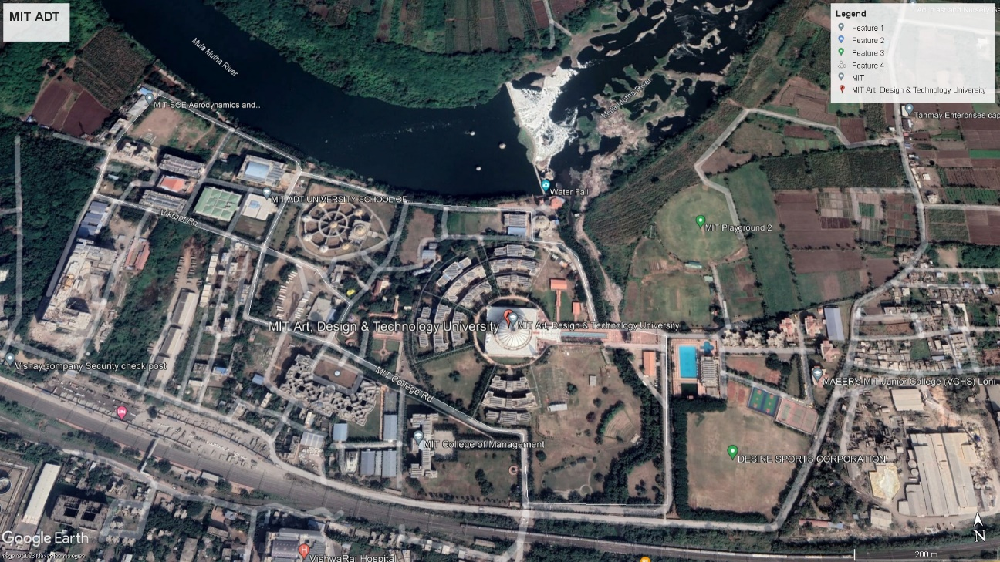 MIT ADT
Legend
Feature 1
Feature 2
Feature 3
Feature 4
MIT
MIT Art, Design & Technology University
Mula Mutha River
Mula Mutha River
MIT-SOE Aerodynamics and...
Tanmay Enterprises cap
Water Fall
MIT ADT UNIVERSITY SCHOOL OF
Vikrant Rd
MIT Playground 2
MIT Art, Design & Technology University
MIT Art, Design & Technology University
Vishay company Security check post
MIT College Rd
MAEER's MIT Junior College (VGHS) Loni
MIT College of Management
DESIRE SPORTS CORPORATION...
Google Earth
© 2023 Maxar Technologies
VishwaRaj Hospital
H
N
200 m